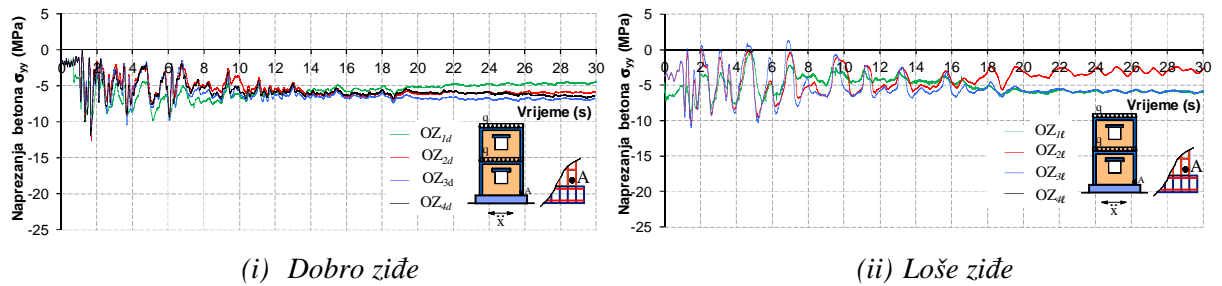 Naprezanja betona σyy (MPa)
5
0
-5
-10
-15
-20
-25
0 2 4 6 8 10 12 14 16 18 20 22 24 26 28 30
Vrijeme (s)
OZ1d
OZ2d
OZ3d
OZ4d
q
q
A
ẍ
A
(i) Dobro ziđe
Naprezanja betona σyy (MPa)
5
0
-5
-10
-15
-20
-25
0 2 4 6 8 10 12 14 16 18 20 22 24 26 28 30
Vrijeme (s)
OZ1ℓ
OZ2ℓ
OZ3ℓ
OZ4ℓ
q
q
A
ẍ
A
(ii) Loše ziđe